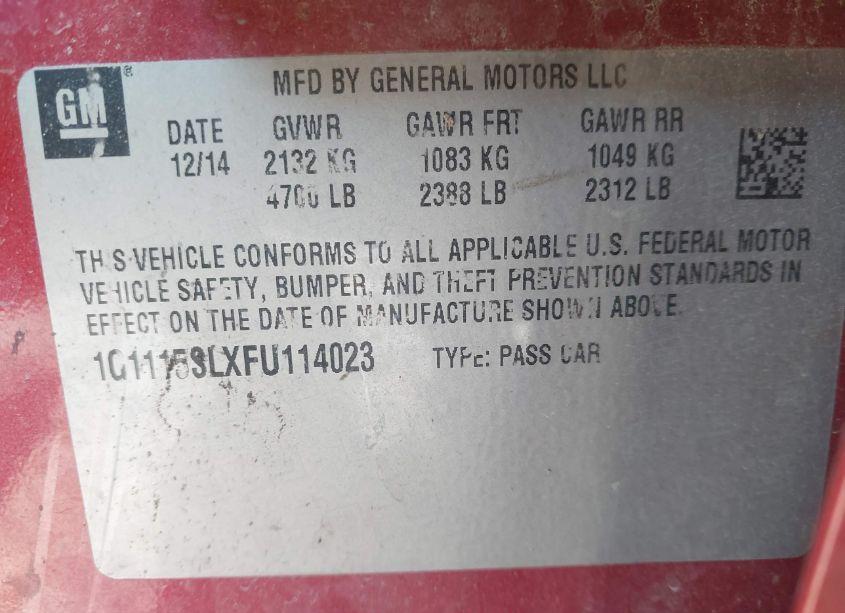 GM ®
MFD BY GENERAL MOTORS LLC
DATE GVWR GAWR FRT GAWR RR
12/14 2132 KG 1083 KG 1049 KG
4700 LB 2388 LB 2312 LB
THIS VEHICLE CONFORMS TO ALL APPLICABLE U.S. FEDERAL MOTOR
VEHICLE SAFETY, BUMPER, AND THEFT PREVENTION STANDARDS IN
EFFECT ON THE DATE OF MANUFACTURE SHOWN ABOVE.
1G1115SLXFU114023 TYPE: PASS CAR